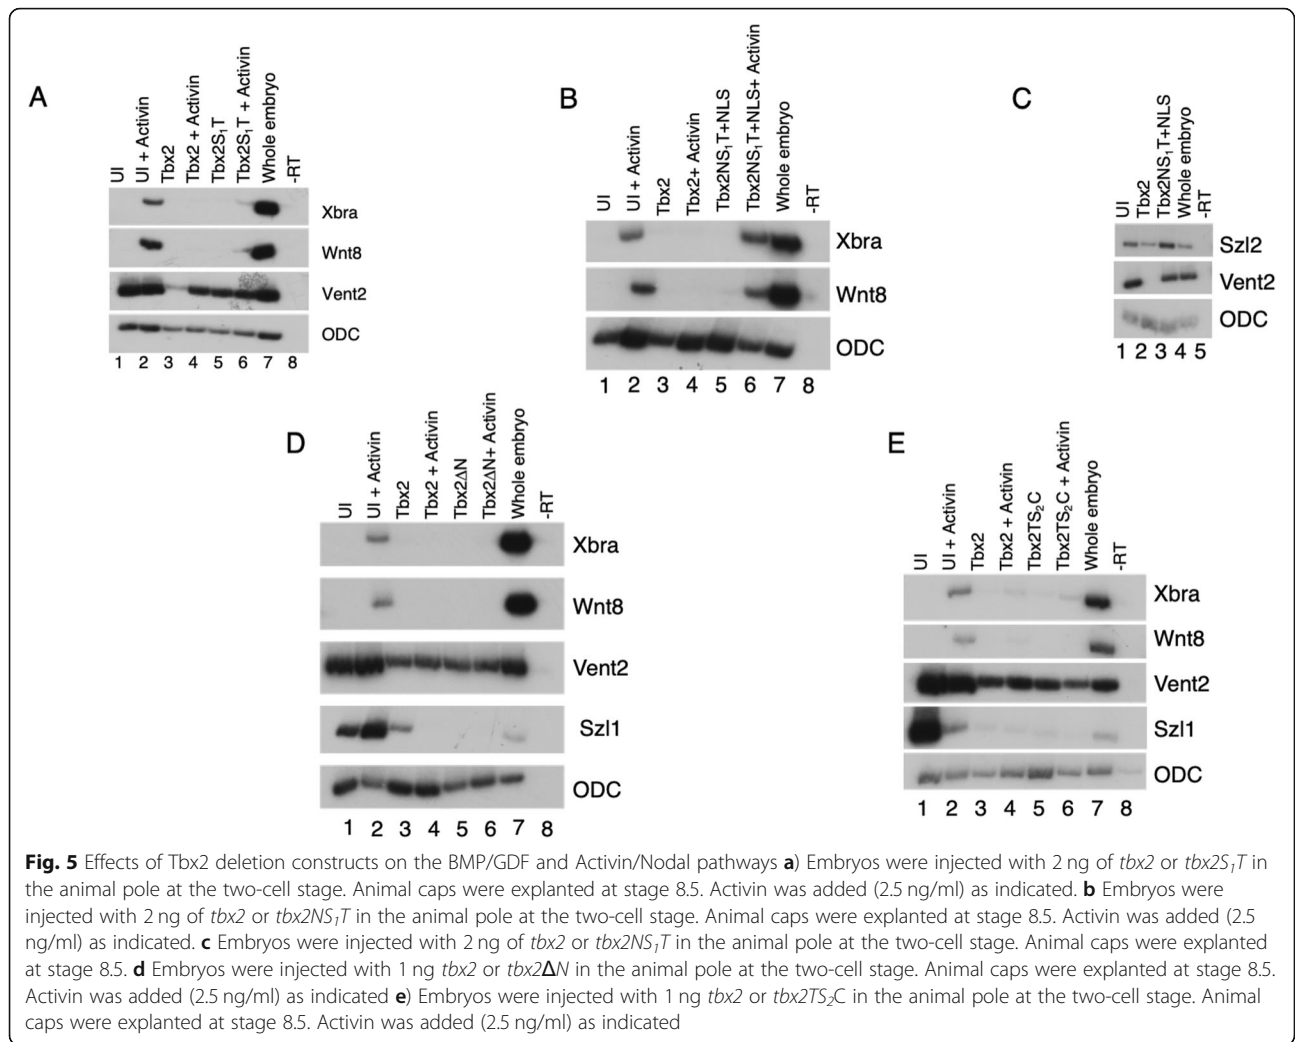 A
UI
UI + Activin
Tbx2
Tbx2 + Activin
Tbx2S₁T
Tbx2S₁T + Activin
Whole embryo
-RT
Xbra
Wnt8
Vent2
ODC
1 2 3 4 5 6 7 8
B
UI
UI + Activin
Tbx2
Tbx2+ Activin
Tbx2NS₁T+NLS
Tbx2NS₁T+NLS+ Activin
Whole embryo
-RT
Xbra
Wnt8
ODC
1 2 3 4 5 6 7 8
C
UI
Tbx2
Tbx2NS₁T+NLS
Whole embryo
-RT
Szl2
Vent2
ODC
1 2 3 4 5
D
UI
UI + Activin
Tbx2
Tbx2 + Activin
Tbx2ΔN
Tbx2ΔN+ Activin
Whole embryo
-RT
Xbra
Wnt8
Vent2
Szl1
ODC
1 2 3 4 5 6 7 8
E
UI
UI + Activin
Tbx2
Tbx2 + Activin
Tbx2TS₂C
Tbx2TS₂C + Activin
Whole embryo
-RT
Xbra
Wnt8
Vent2
Szl1
ODC
1 2 3 4 5 6 7 8
Fig. 5 Effects of Tbx2 deletion constructs on the BMP/GDF and Activin/Nodal pathways a) Embryos were injected with 2 ng of tbx2 or tbx2S₁T in
the animal pole at the two-cell stage. Animal caps were explanted at stage 8.5. Activin was added (2.5 ng/ml) as indicated. b Embryos were
injected with 2 ng of tbx2 or tbx2NS₁T in the animal pole at the two-cell stage. Animal caps were explanted at stage 8.5. Activin was added (2.5
ng/ml) as indicated. c Embryos were injected with 2 ng of tbx2 or tbx2NS₁T in the animal pole at the two-cell stage. Animal caps were explanted
at stage 8.5. d Embryos were injected with 1 ng tbx2 or tbx2ΔN in the animal pole at the two-cell stage. Animal caps were explanted at stage 8.5.
Activin was added (2.5 ng/ml) as indicated e) Embryos were injected with 1 ng tbx2 or tbx2TS₂C in the animal pole at the two-cell stage. Animal
caps were explanted at stage 8.5. Activin was added (2.5 ng/ml) as indicated